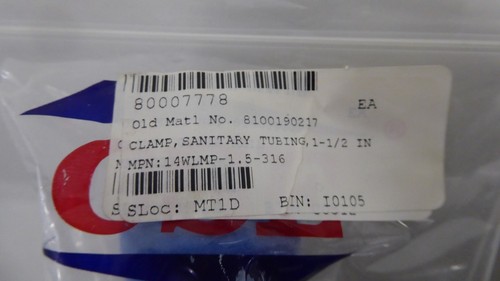 80007778 EA
old Matl No. 8100190217
CLAMP,SANITARY TUBING,1-1/2 IN
MPN:14WLMP-1.5-316
SLoc: MT1D BIN: I0105